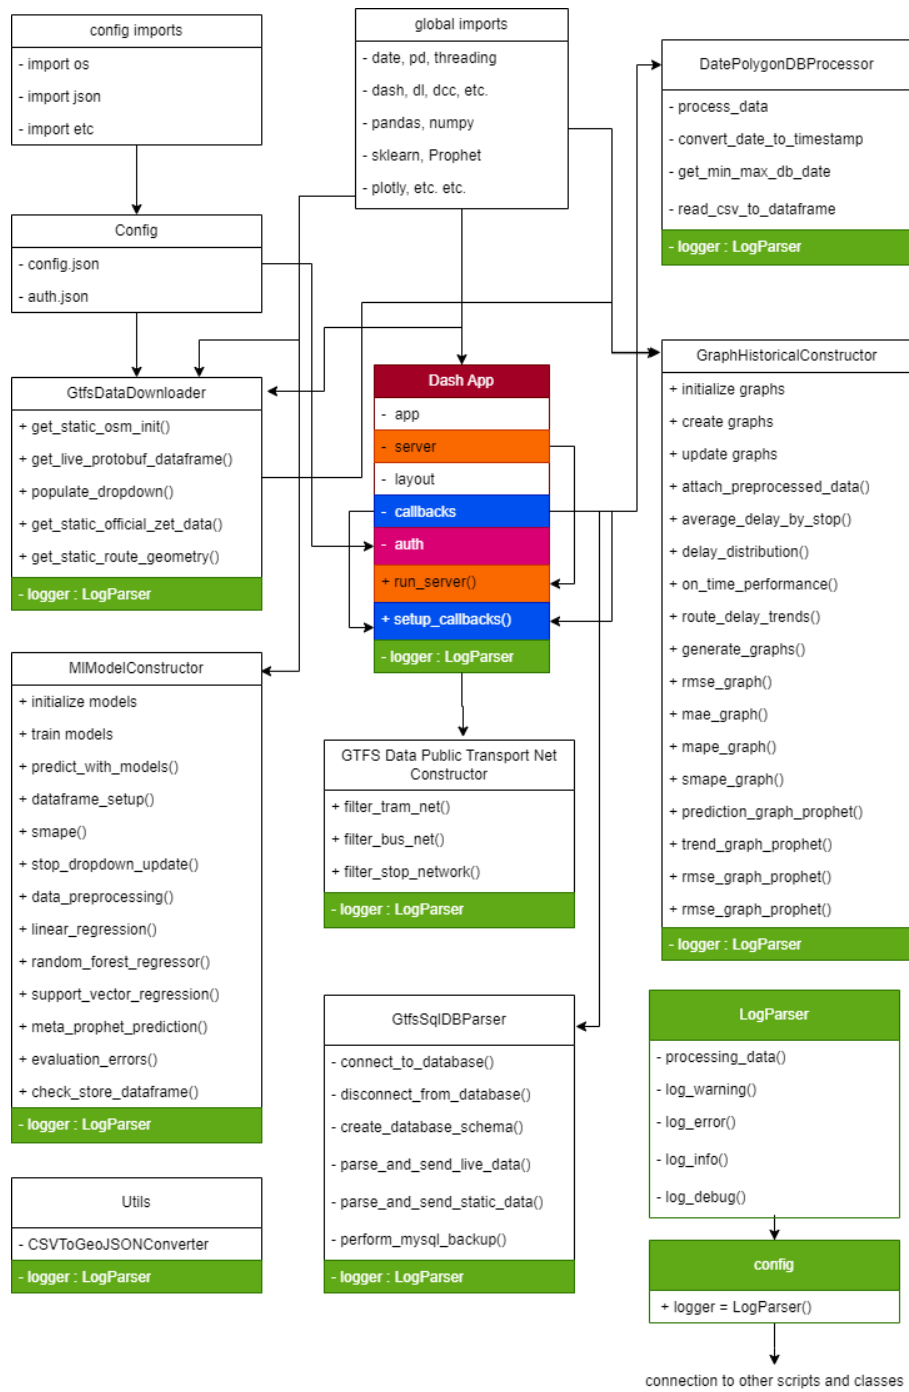 config imports
- import os
- import json
- import etc
global imports
- date, pd, threading
- dash, dl, dcc, etc.
- pandas, numpy
- sklearn, Prophet
- plotly, etc. etc.
DatePolygonDBProcessor
- process_data
- convert_date_to_timestamp
- get_min_max_db_date
- read_csv_to_dataframe
- logger : LogParser
Config
- config.json
- auth.json
GtfsDataDownloader
+ get_static_osm_init()
+ get_live_protobuf_dataframe()
+ populate_dropdown()
+ get_static_official_zet_data()
+ get_static_route_geometry()
- logger : LogParser
Dash App
- app
- server
- layout
- callbacks
- auth
+ run_server()
+ setup_callbacks()
- logger : LogParser
GraphHistoricalConstructor
+ initialize graphs
+ create graphs
+ update graphs
+ attach_preprocessed_data()
+ average_delay_by_stop()
+ delay_distribution()
+ on_time_performance()
+ route_delay_trends()
+ generate_graphs()
+ rmse_graph()
+ mae_graph()
+ mape_graph()
+ smape_graph()
+ prediction_graph_prophet()
+ trend_graph_prophet()
+ rmse_graph_prophet()
+ rmse_graph_prophet()
- logger : LogParser
MlModelConstructor
+ initialize models
+ train models
+ predict_with_models()
+ dataframe_setup()
+ smape()
+ stop_dropdown_update()
+ data_preprocessing()
+ linear_regression()
+ random_forest_regressor()
+ support_vector_regression()
+ meta_prophet_prediction()
+ evaluation_errors()
+ check_store_dataframe()
- logger : LogParser
GTFS Data Public Transport Net
Constructor
+ filter_tram_net()
+ filter_bus_net()
+ filter_stop_network()
- logger : LogParser
GtfsSqlDBParser
- connect_to_database()
- disconnect_from_database()
- create_database_schema()
- parse_and_send_live_data()
- parse_and_send_static_data()
- perform_mysql_backup()
- logger : LogParser
LogParser
- processing_data()
- log_warning()
- log_error()
- log_info()
- log_debug()
Utils
- CSVToGeoJSONConverter
- logger : LogParser
config
+ logger = LogParser()
connection to other scripts and classes